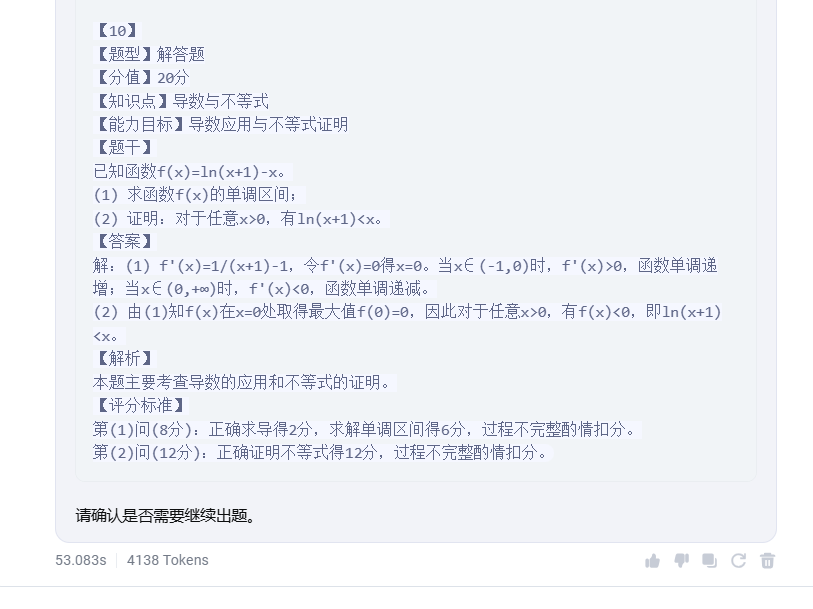 【10】
【题型】解答题
【分值】20分
【知识点】导数与不等式
【能力目标】导数应用与不等式证明
【题干】
已知函数f(x)=ln(x+1)-x。
(1) 求函数f(x)的单调区间；
(2) 证明：对于任意x>0，有ln(x+1)<x。
【答案】
解：(1) f'(x)=1/(x+1)-1，令f'(x)=0得x=0。当x∈(-1,0)时，f'(x)>0，函数单调递
增；当x∈(0,+∞)时，f'(x)<0，函数单调递减。
(2) 由(1)知f(x)在x=0处取得最大值f(0)=0，因此对于任意x>0，有f(x)<0，即ln(x+1)
<x。
【解析】
本题主要考查导数的应用和不等式的证明。
【评分标准】
第(1)问(8分)：正确求导得2分，求解单调区间得6分，过程不完整酌情扣分。
第(2)问(12分)：正确证明不等式得12分，过程不完整酌情扣分。
请确认是否需要继续出题。
53.083s 4138 Tokens